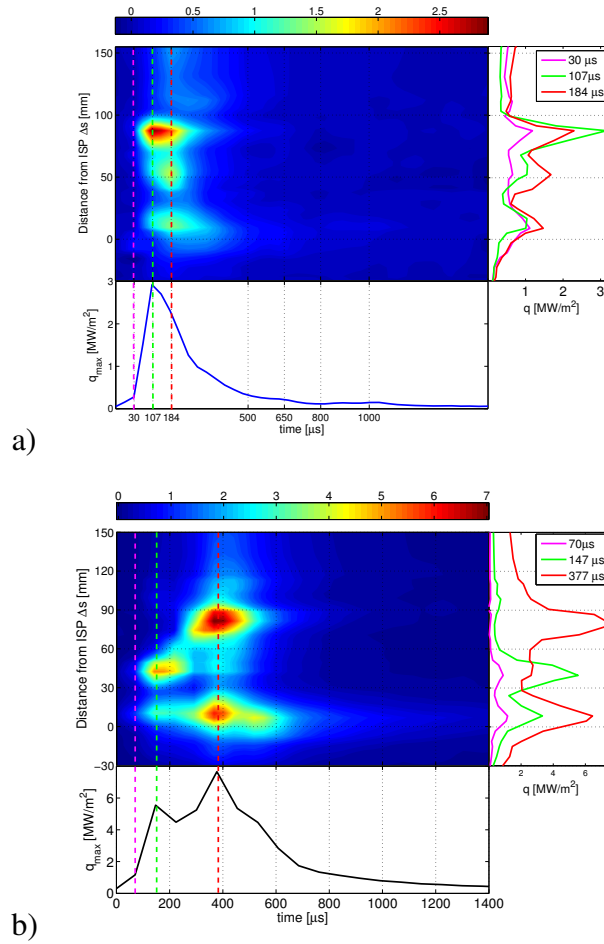 0 0.5 1 1.5 2 2.5
150
100
50
0
Distance from ISP Δs [mm]
30 μs
107μs
184 μs
1 2 3
q [MW/m²]
3
2
1
0
q_max [MW/m²]
30 107 184 500 650 800 1000
time [μs]
a)
0 1 2 3 4 5 6 7
150
120
90
60
30
0
−30
Distance from ISP Δs [mm]
70μs
147 μs
377 μs
2 4 6
q [MW/m²]
6
4
2
0
q_max [MW/m²]
0 200 400 600 800 1000 1200 1400
time [μs]
b)